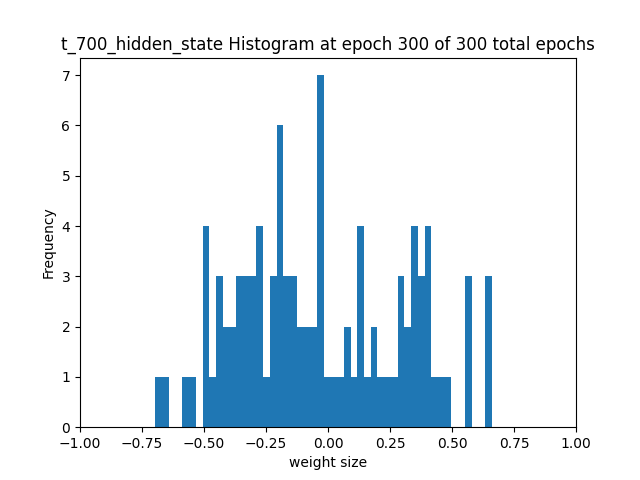 t_700_hidden_state Histogram at epoch 300 of 300 total epochs
7
6
5
4
3
2
1
0
Frequency
−1.00 −0.75 −0.50 −0.25 0.00 0.25 0.50 0.75 1.00
weight size